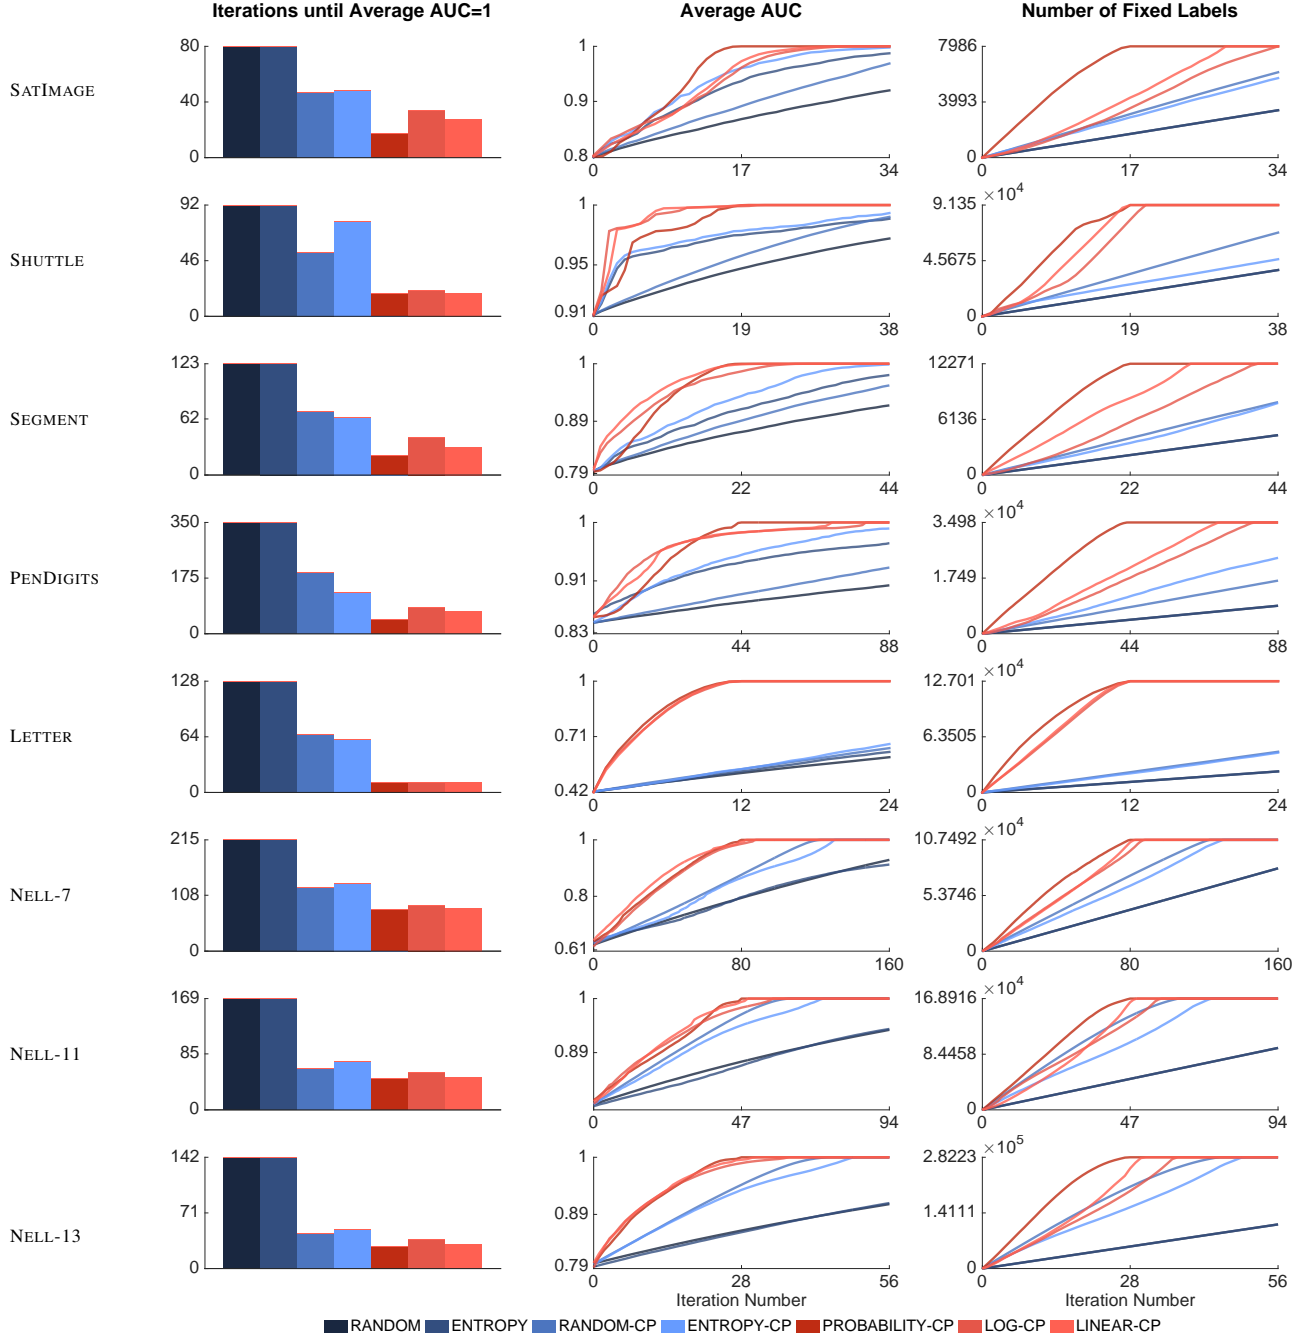 Iterations until Average AUC=1 Average AUC Number of Fixed Labels
SATIMAGE
80
40
0
1
0.9
0.8
0 17 34
7986
3993
0
0 17 34
SHUTTLE
92
46
0
1
0.95
0.91
0 19 38
×10⁴
9.135
4.5675
0
0 19 38
SEGMENT
123
62
0
1
0.89
0.79
0 22 44
12271
6136
0
0 22 44
PENDIGITS
350
175
0
1
0.91
0.83
0 44 88
×10⁴
3.498
1.749
0
0 44 88
LETTER
128
64
0
1
0.71
0.42
0 12 24
×10⁴
12.701
6.3505
0
0 12 24
NELL-7
215
108
0
1
0.8
0.61
0 80 160
×10⁴
10.7492
5.3746
0
0 80 160
NELL-11
169
85
0
1
0.89
0 47 94
×10⁴
16.8916
8.4458
0
0 47 94
NELL-13
142
71
0
1
0.89
0.79
0 28 56
Iteration Number
×10⁵
2.8223
1.4111
0
0 28 56
Iteration Number
RANDOM ENTROPY RANDOM-CP ENTROPY-CP PROBABILITY-CP LOG-CP LINEAR-CP